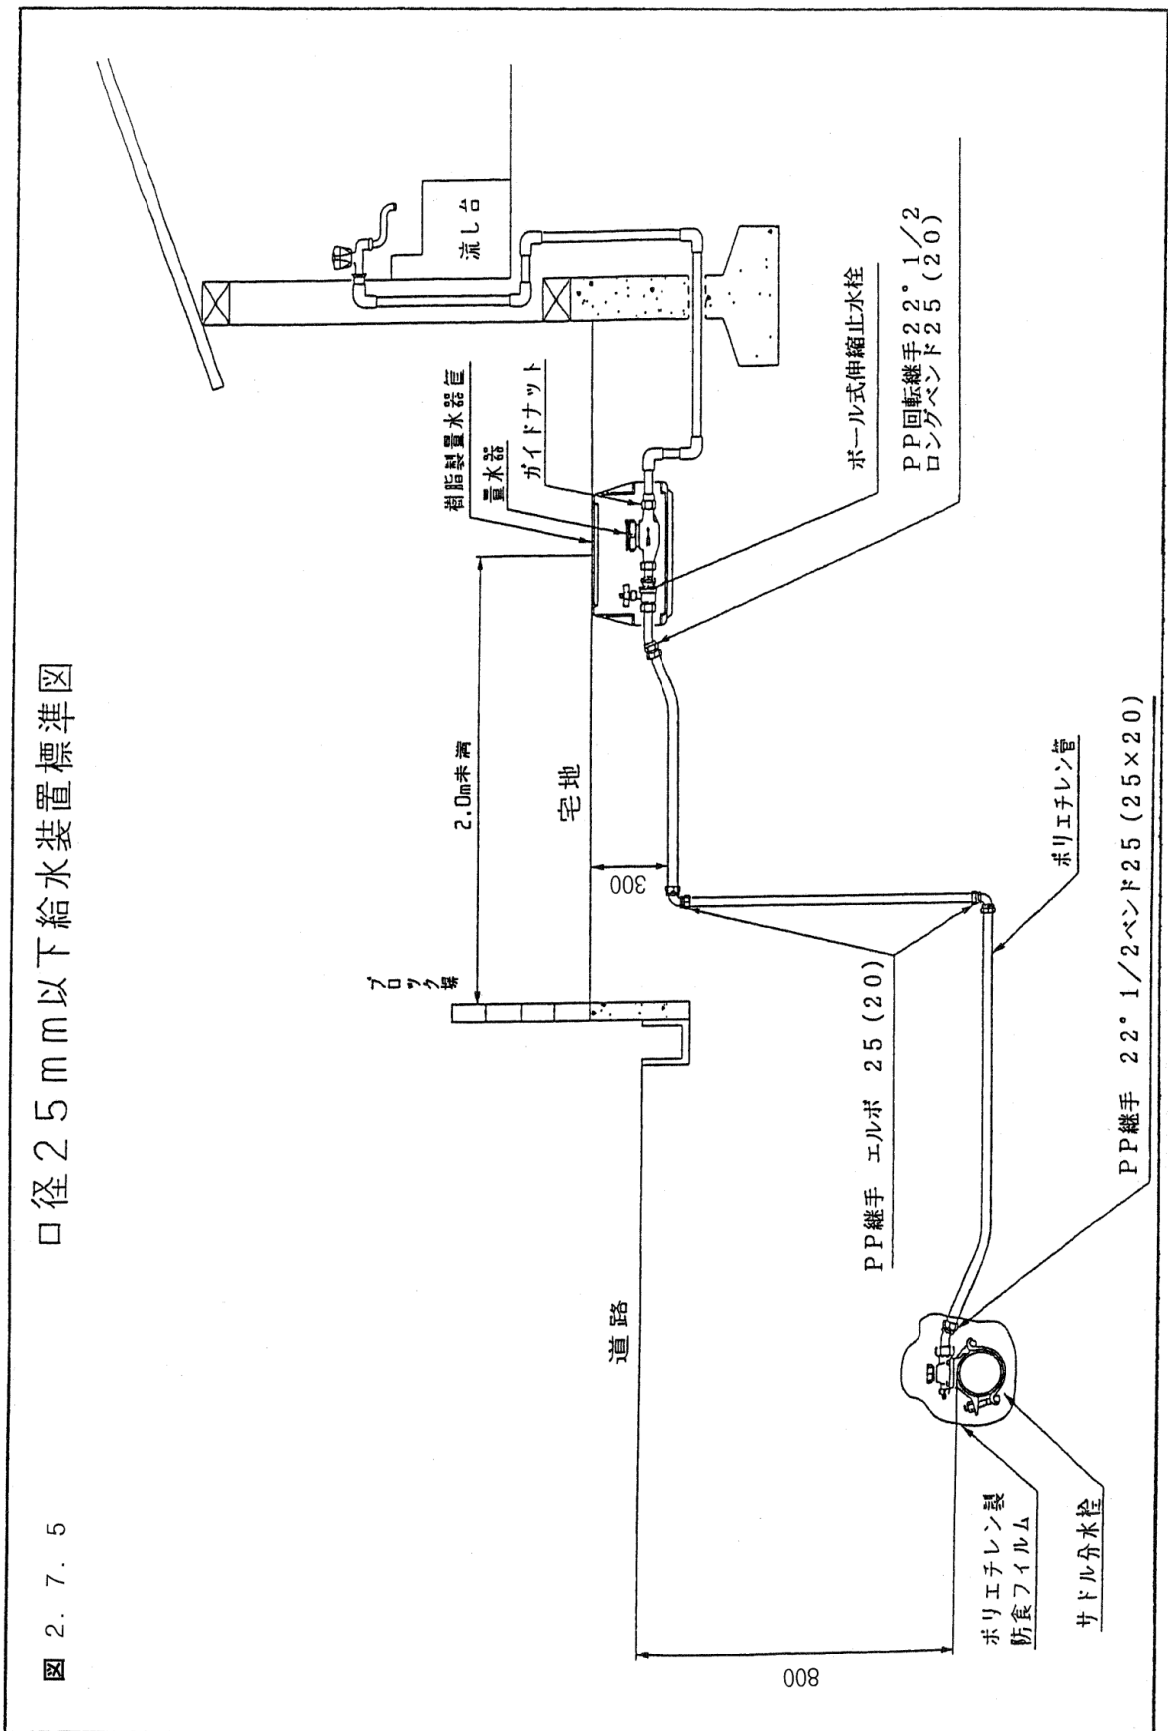 図 2. 7. 5
口径25mm以下給水装置標準図
流し台
樹脂製量水器筐
量水器
ガイドナット
2.0m未満
宅地
ブロック塀
300
道路
ボール式伸縮止水栓
PP回転継手22°1/2
ロングベンド25(20)
PP継手 エルボ 25(20)
ポリエチレン管
PP継手 22°1/2ベンド25(25×20)
ポリエチレン製
防食フイルム
サドル分水栓
800